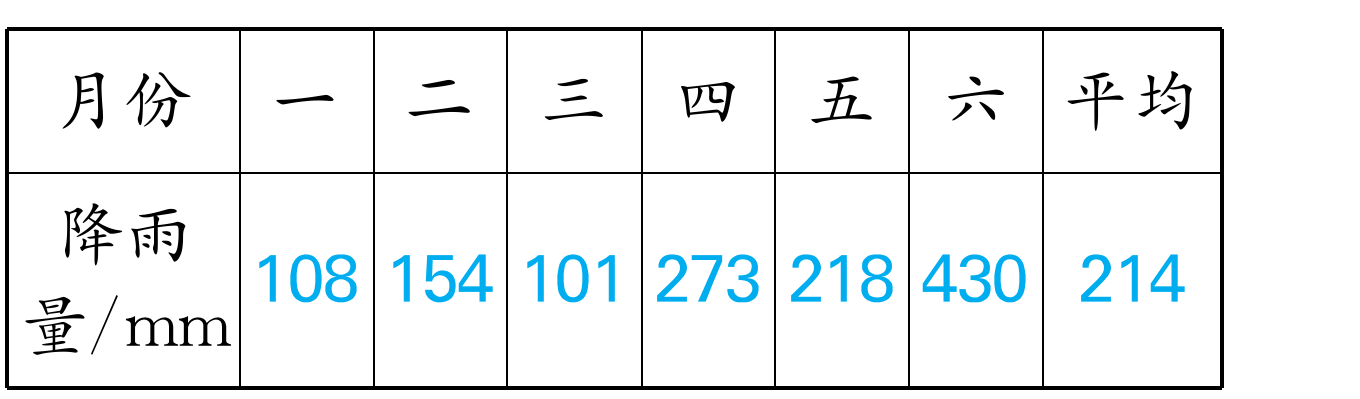 月份 一 二 三 四 五 六 平均
降雨
量/mm 108 154 101 273 218 430 214